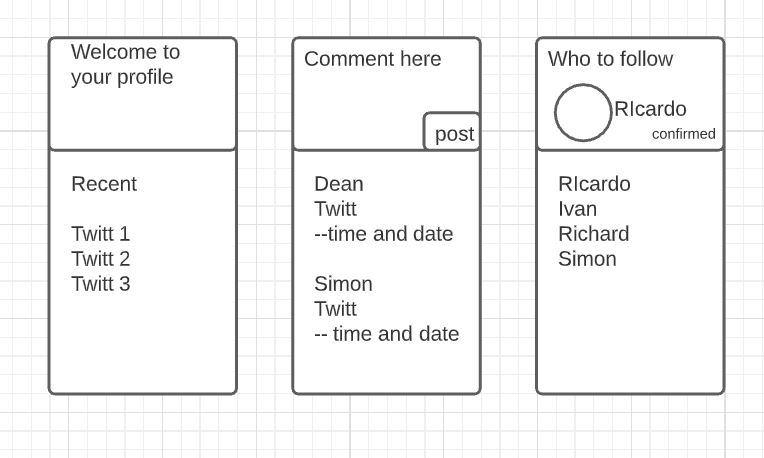 Welcome to
your profile
Recent
Twitt 1
Twitt 2
Twitt 3
Comment here
post
Dean
Twitt
--time and date
Simon
Twitt
-- time and date
Who to follow
RIcardo
confirmed
RIcardo
Ivan
Richard
Simon